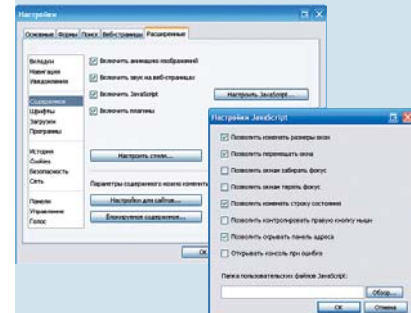 Настройки
Основные Формы Поиск Веб-страницы Расширенные
Вкладки
Навигация
Уведомления
Содержимое
Шрифты
Загрузки
Программы
История
Cookies
Безопасность
Сеть
Панели
Управление
Голос
Включить анимацию изображений
Включить звук на веб-страницах
Включить JavaScript
Настроить JavaScript...
Включить плагины
Настроить стили...
Параметры содержимого можно изменить
Настройки для сайтов...
Блокируемое содержимое...
OK
Настройки JavaScript
Позволить изменять размеры окон
Позволить перемещать окна
Позволить окнам забирать фокус
Позволить окнам терять фокус
Позволить изменять строку состояния
Позволить контролировать правую кнопку мыши
Позволить скрывать панель адреса
Открывать консоль при ошибке
Папка пользовательских файлов JavaScript:
Обзор...
OK Отмена